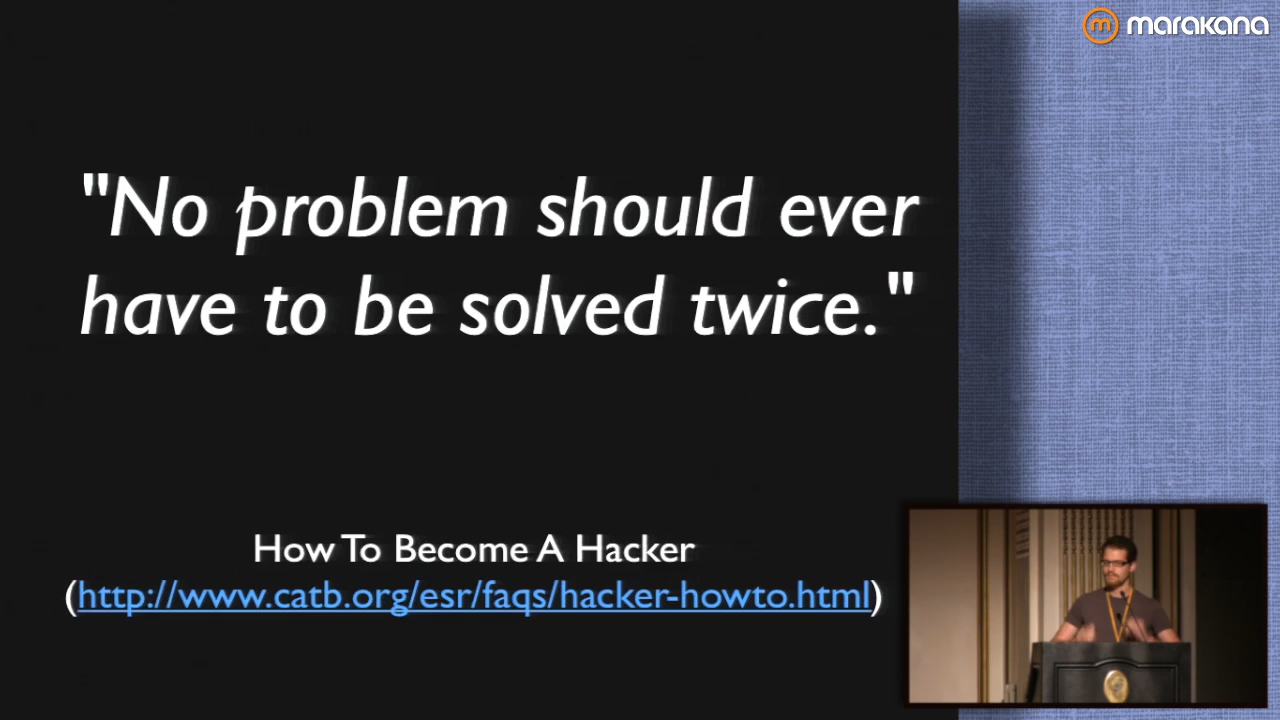 marakana
"No problem should ever
have to be solved twice."
How To Become A Hacker
(http://www.catb.org/esr/faqs/hacker-howto.html)